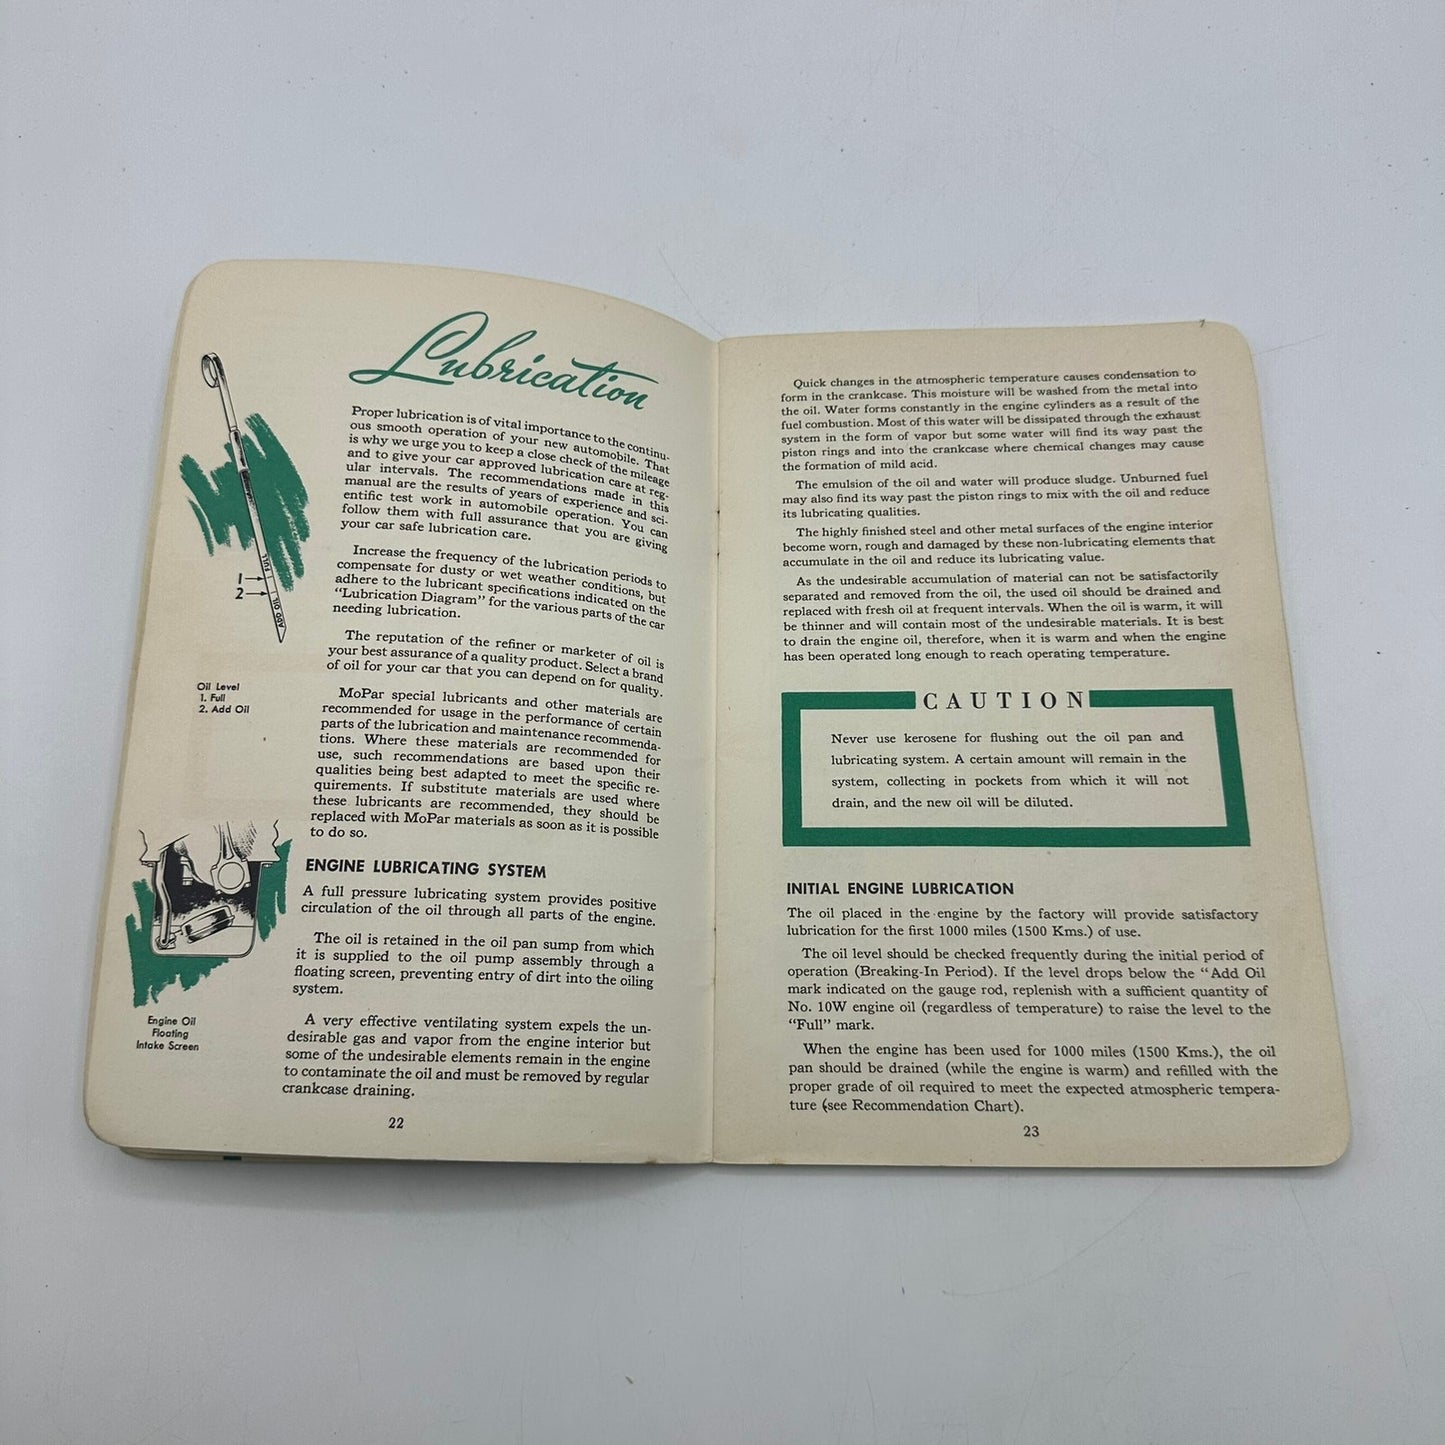 Lubrication
Proper lubrication is of vital importance to the continu-
ous smooth operation of your new automobile. That
is why we urge you to keep a close check of the mileage
and to give your car approved lubrication care at reg-
ular intervals. The recommendations made in this
manual are the results of years of experience and sci-
entific test work in automobile operation. You can
follow them with full assurance that you are giving
your car safe lubrication care.
Increase the frequency of the lubrication periods to
compensate for dusty or wet weather conditions, but
adhere to the lubricant specifications indicated on the
"Lubrication Diagram" for the various parts of the car
needing lubrication.
The reputation of the refiner or marketer of oil is
your best assurance of a quality product. Select a brand
of oil for your car that you can depend on for quality.
MoPar special lubricants and other materials are
recommended for usage in the performance of certain
parts of the lubrication and maintenance recommenda-
tions. Where these materials are recommended for
use, such recommendations are based upon their
qualities being best adapted to meet the specific re-
quirements. If substitute materials are used where
these lubricants are recommended, they should be
replaced with MoPar materials as soon as it is possible
to do so.
ENGINE LUBRICATING SYSTEM
A full pressure lubricating system provides positive
circulation of the oil through all parts of the engine.
The oil is retained in the oil pan sump from which
it is supplied to the oil pump assembly through a
floating screen, preventing entry of dirt into the oiling
system.
A very effective ventilating system expels the un-
desirable gas and vapor from the engine interior but
some of the undesirable elements remain in the engine
to contaminate the oil and must be removed by regular
crankcase draining.
22
FULL
1
2
ADD OIL
Oil Level
1. Full
2. Add Oil
Engine Oil
Floating
Intake Screen
Quick changes in the atmospheric temperature causes condensation to
form in the crankcase. This moisture will be washed from the metal into
the oil. Water forms constantly in the engine cylinders as a result of the
fuel combustion. Most of this water will be dissipated through the exhaust
system in the form of vapor but some water will find its way past the
piston rings and into the crankcase where chemical changes may cause
the formation of mild acid.
The emulsion of the oil and water will produce sludge. Unburned fuel
may also find its way past the piston rings to mix with the oil and reduce
its lubricating qualities.
The highly finished steel and other metal surfaces of the engine interior
become worn, rough and damaged by these non-lubricating elements that
accumulate in the oil and reduce its lubricating value.
As the undesirable accumulation of material can not be satisfactorily
separated and removed from the oil, the used oil should be drained and
replaced with fresh oil at frequent intervals. When the oil is warm, it will
be thinner and will contain most of the undesirable materials. It is best
to drain the engine oil, therefore, when it is warm and when the engine
has been operated long enough to reach operating temperature.
CAUTION
Never use kerosene for flushing out the oil pan and
lubricating system. A certain amount will remain in the
system, collecting in pockets from which it will not
drain, and the new oil will be diluted.
INITIAL ENGINE LUBRICATION
The oil placed in the engine by the factory will provide satisfactory
lubrication for the first 1000 miles (1500 Kms.) of use.
The oil level should be checked frequently during the initial period of
operation (Breaking-In Period). If the level drops below the "Add Oil
mark indicated on the gauge rod, replenish with a sufficient quantity of
No. 10W engine oil (regardless of temperature) to raise the level to the
"Full" mark.
When the engine has been used for 1000 miles (1500 Kms.), the oil
pan should be drained (while the engine is warm) and refilled with the
proper grade of oil required to meet the expected atmospheric tempera-
ture (see Recommendation Chart).
23